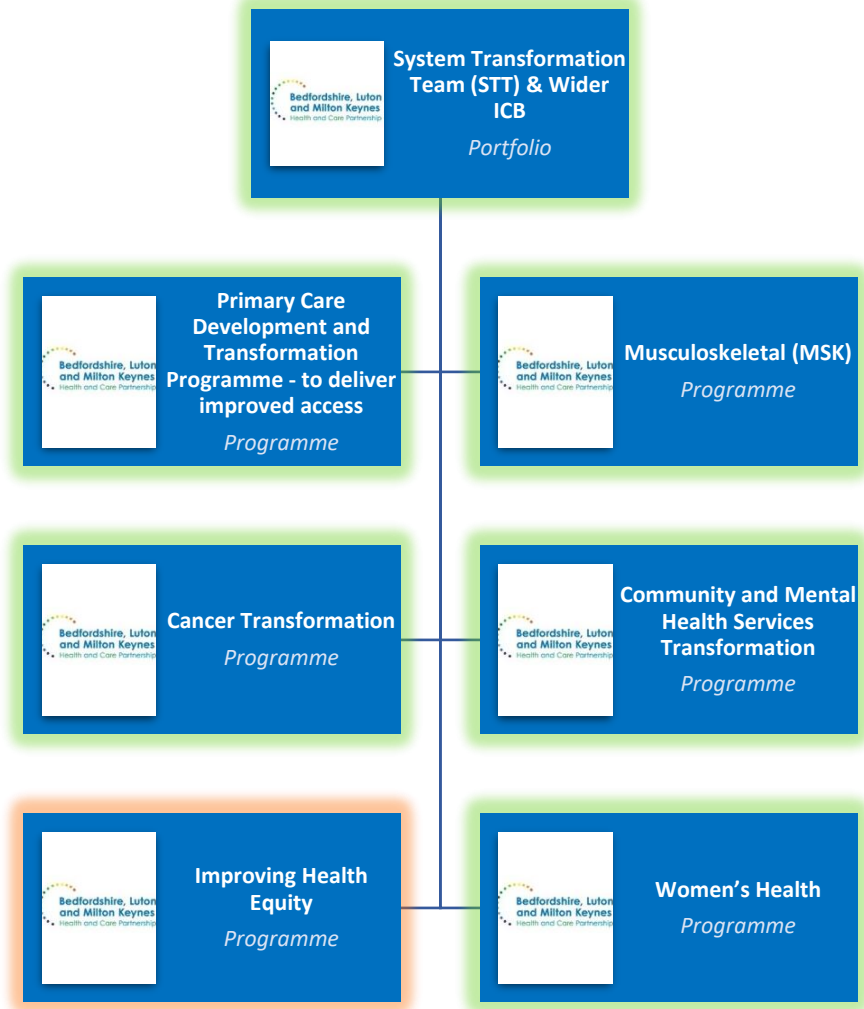 Bedfordshire, Luton
and Milton Keynes
Health and Care Partnership
System Transformation
Team (STT) & Wider
ICB
Portfolio
Bedfordshire, Luton
and Milton Keynes
Health and Care Partnership
Primary Care
Development and
Transformation
Programme - to deliver
improved access
Programme
Bedfordshire, Luton
and Milton Keynes
Health and Care Partnership
Musculoskeletal (MSK)
Programme
Bedfordshire, Luton
and Milton Keynes
Health and Care Partnership
Cancer Transformation
Programme
Bedfordshire, Luton
and Milton Keynes
Health and Care Partnership
Community and Mental
Health Services
Transformation
Programme
Bedfordshire, Luton
and Milton Keynes
Health and Care Partnership
Improving Health
Equity
Programme
Bedfordshire, Luton
and Milton Keynes
Health and Care Partnership
Women’s Health
Programme